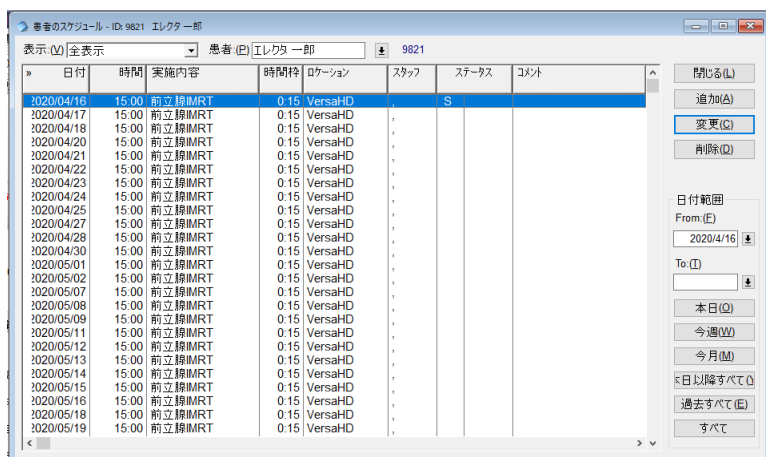 患者のスケジュール - ID: 9821 エレクタ 一郎
表示:(V) 全表示 患者:(P) エレクタ 一郎 9821
» 日付 時間 実施内容 時間枠 ロケーション スタッフ ステータス コメント
2020/04/16 15:00 前立腺IMRT 0:15 VersaHD , S
2020/04/17 15:00 前立腺IMRT 0:15 VersaHD ,
2020/04/18 15:00 前立腺IMRT 0:15 VersaHD ,
2020/04/20 15:00 前立腺IMRT 0:15 VersaHD ,
2020/04/21 15:00 前立腺IMRT 0:15 VersaHD ,
2020/04/22 15:00 前立腺IMRT 0:15 VersaHD ,
2020/04/23 15:00 前立腺IMRT 0:15 VersaHD ,
2020/04/24 15:00 前立腺IMRT 0:15 VersaHD ,
2020/04/25 15:00 前立腺IMRT 0:15 VersaHD ,
2020/04/27 15:00 前立腺IMRT 0:15 VersaHD ,
2020/04/28 15:00 前立腺IMRT 0:15 VersaHD ,
2020/04/30 15:00 前立腺IMRT 0:15 VersaHD ,
2020/05/01 15:00 前立腺IMRT 0:15 VersaHD ,
2020/05/02 15:00 前立腺IMRT 0:15 VersaHD ,
2020/05/07 15:00 前立腺IMRT 0:15 VersaHD ,
2020/05/08 15:00 前立腺IMRT 0:15 VersaHD ,
2020/05/09 15:00 前立腺IMRT 0:15 VersaHD ,
2020/05/11 15:00 前立腺IMRT 0:15 VersaHD ,
2020/05/12 15:00 前立腺IMRT 0:15 VersaHD ,
2020/05/13 15:00 前立腺IMRT 0:15 VersaHD ,
2020/05/14 15:00 前立腺IMRT 0:15 VersaHD ,
2020/05/15 15:00 前立腺IMRT 0:15 VersaHD ,
2020/05/16 15:00 前立腺IMRT 0:15 VersaHD ,
2020/05/18 15:00 前立腺IMRT 0:15 VersaHD ,
2020/05/19 15:00 前立腺IMRT 0:15 VersaHD ,
閉じる(L)
追加(A)
変更(C)
削除(D)
日付範囲
From:(F)
2020/4/16
To:(T)
本日(O)
今週(W)
今月(M)
日以降すべて(
過去すべて(E)
すべて